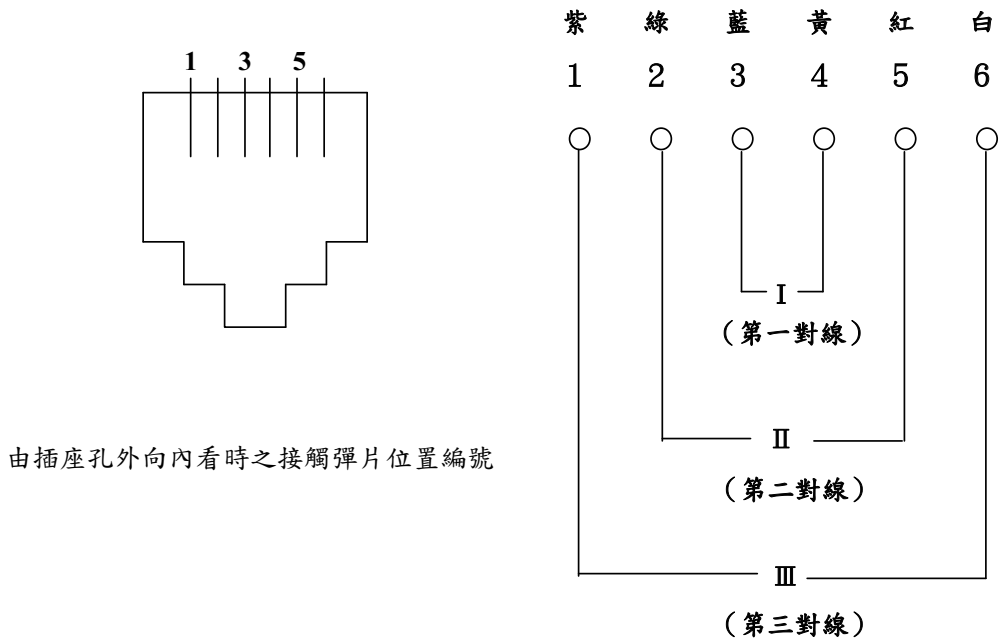 1 3 5
由插座孔外向內看時之接觸彈片位置編號
紫 綠 藍 黃 紅 白
1 2 3 4 5 6
Ⅰ
（第一對線）
Ⅱ
（第二對線）
Ⅲ
（第三對線）